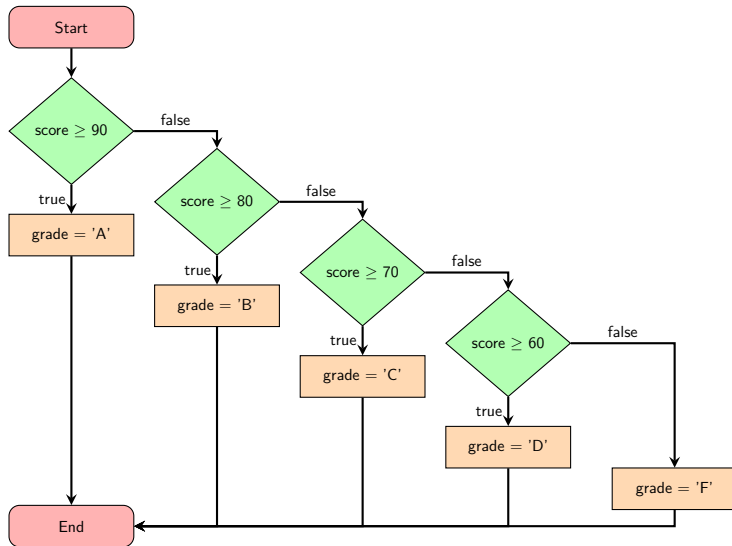 Start
score ≥ 90
false
true
grade = 'A'
score ≥ 80
false
true
grade = 'B'
score ≥ 70
false
true
grade = 'C'
score ≥ 60
false
true
grade = 'D'
grade = 'F'
End